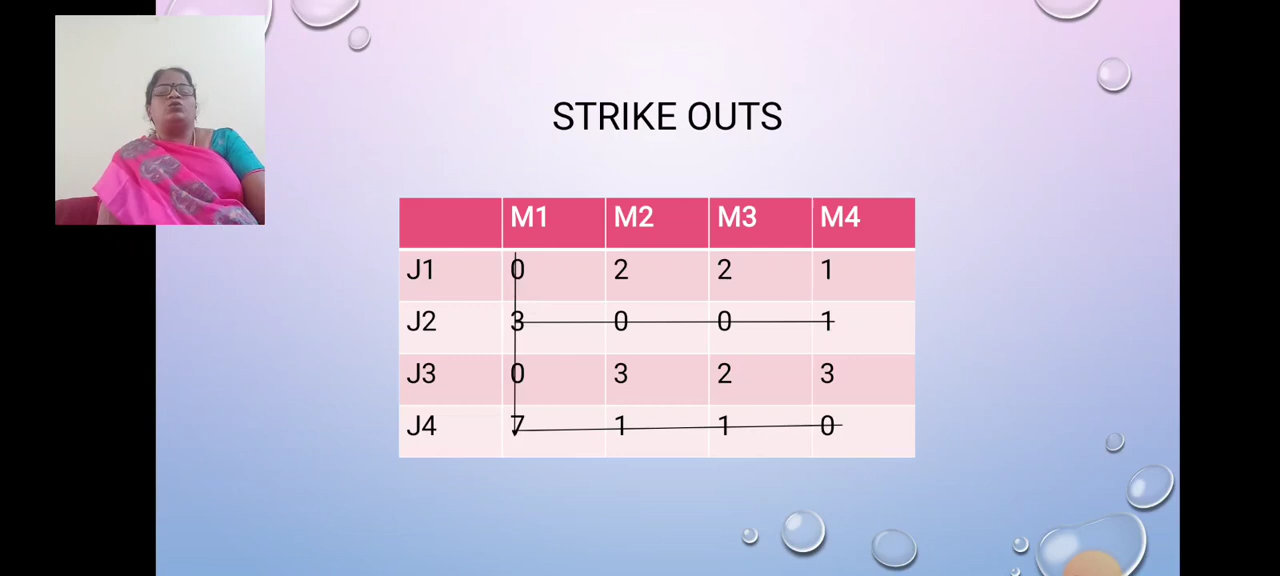 STRIKE OUTS
M1 M2 M3 M4
J1 0 2 2 1
J2 3 0 0 1
J3 0 3 2 3
J4 7 1 1 0